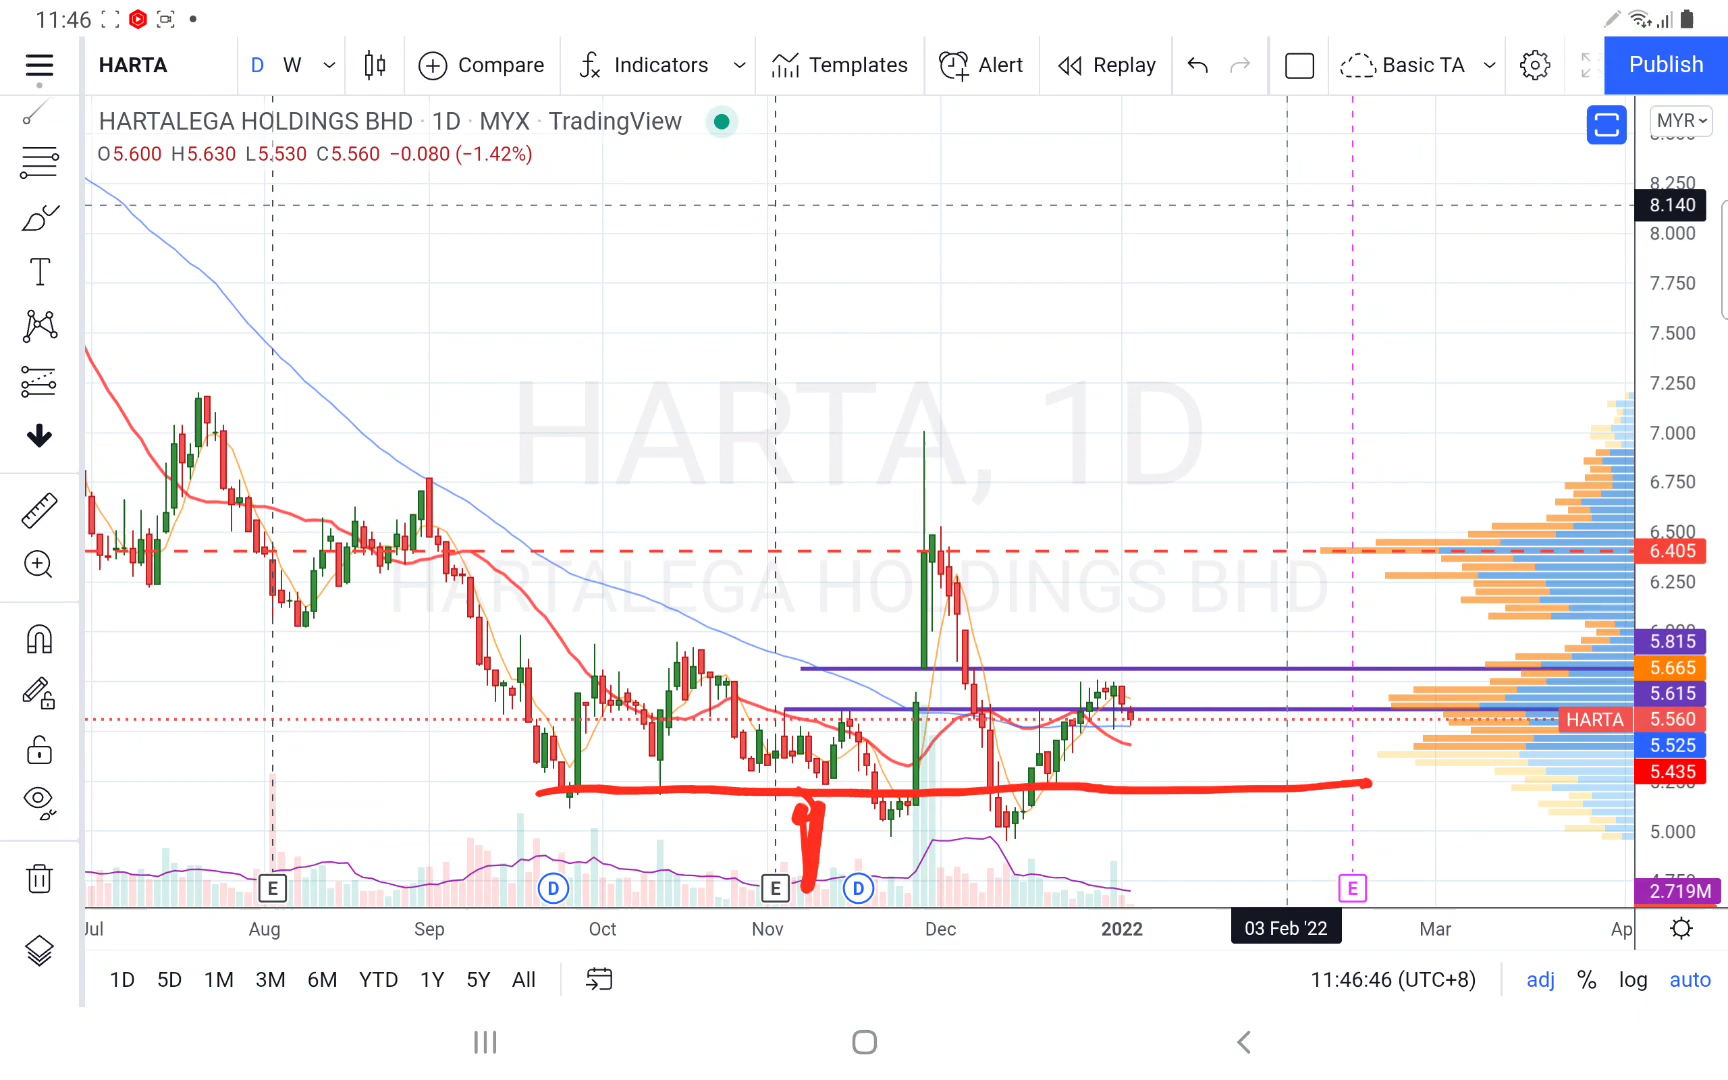 11:46
HARTA D W Compare Indicators Templates Alert Replay Basic TA Publish
HARTALEGA HOLDINGS BHD · 1D · MYX · TradingView
MYR
O5.600 H5.630 L5.530 C5.560 −0.080 (−1.42%)
8.250
8.140
8.000
7.750
7.500
7.250
HARTA, 1D
7.000
6.750
6.500
6.405
HARTALEGA HOLDINGS BHD
6.250
5.815
5.665
5.615
HARTA 5.560
5.525
5.435
5.000
E D E D E
2.719M
Jul Aug Sep Oct Nov Dec 2022 03 Feb '22 Mar Ap
1D 5D 1M 3M 6M YTD 1Y 5Y All 11:46:46 (UTC+8) adj % log auto